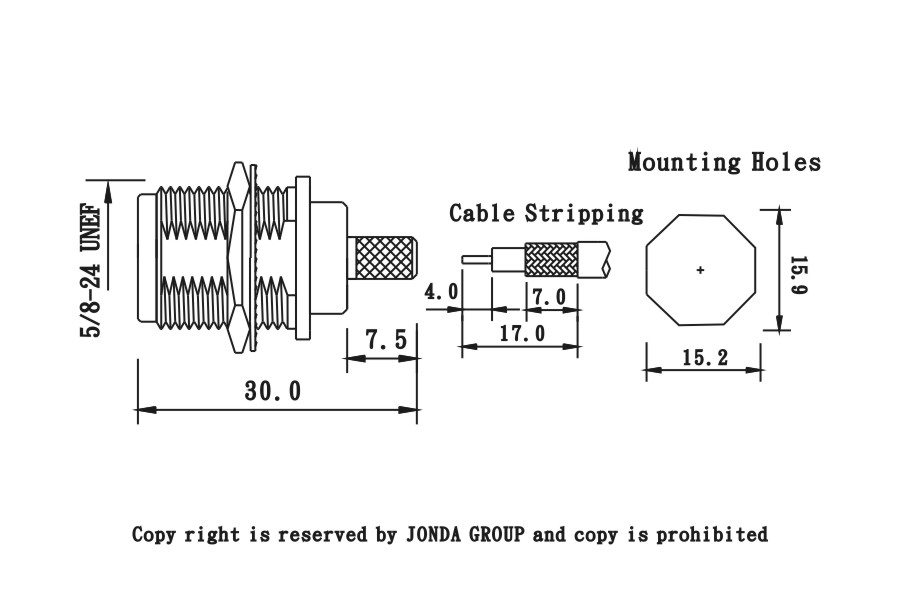 Mounting Holes
Cable Stripping
5/8-24 UNEF
15.9
4.0
7.0
17.0
7.5
15.2
30.0
Copy right is reserved by JONDA GROUP and copy is prohibited